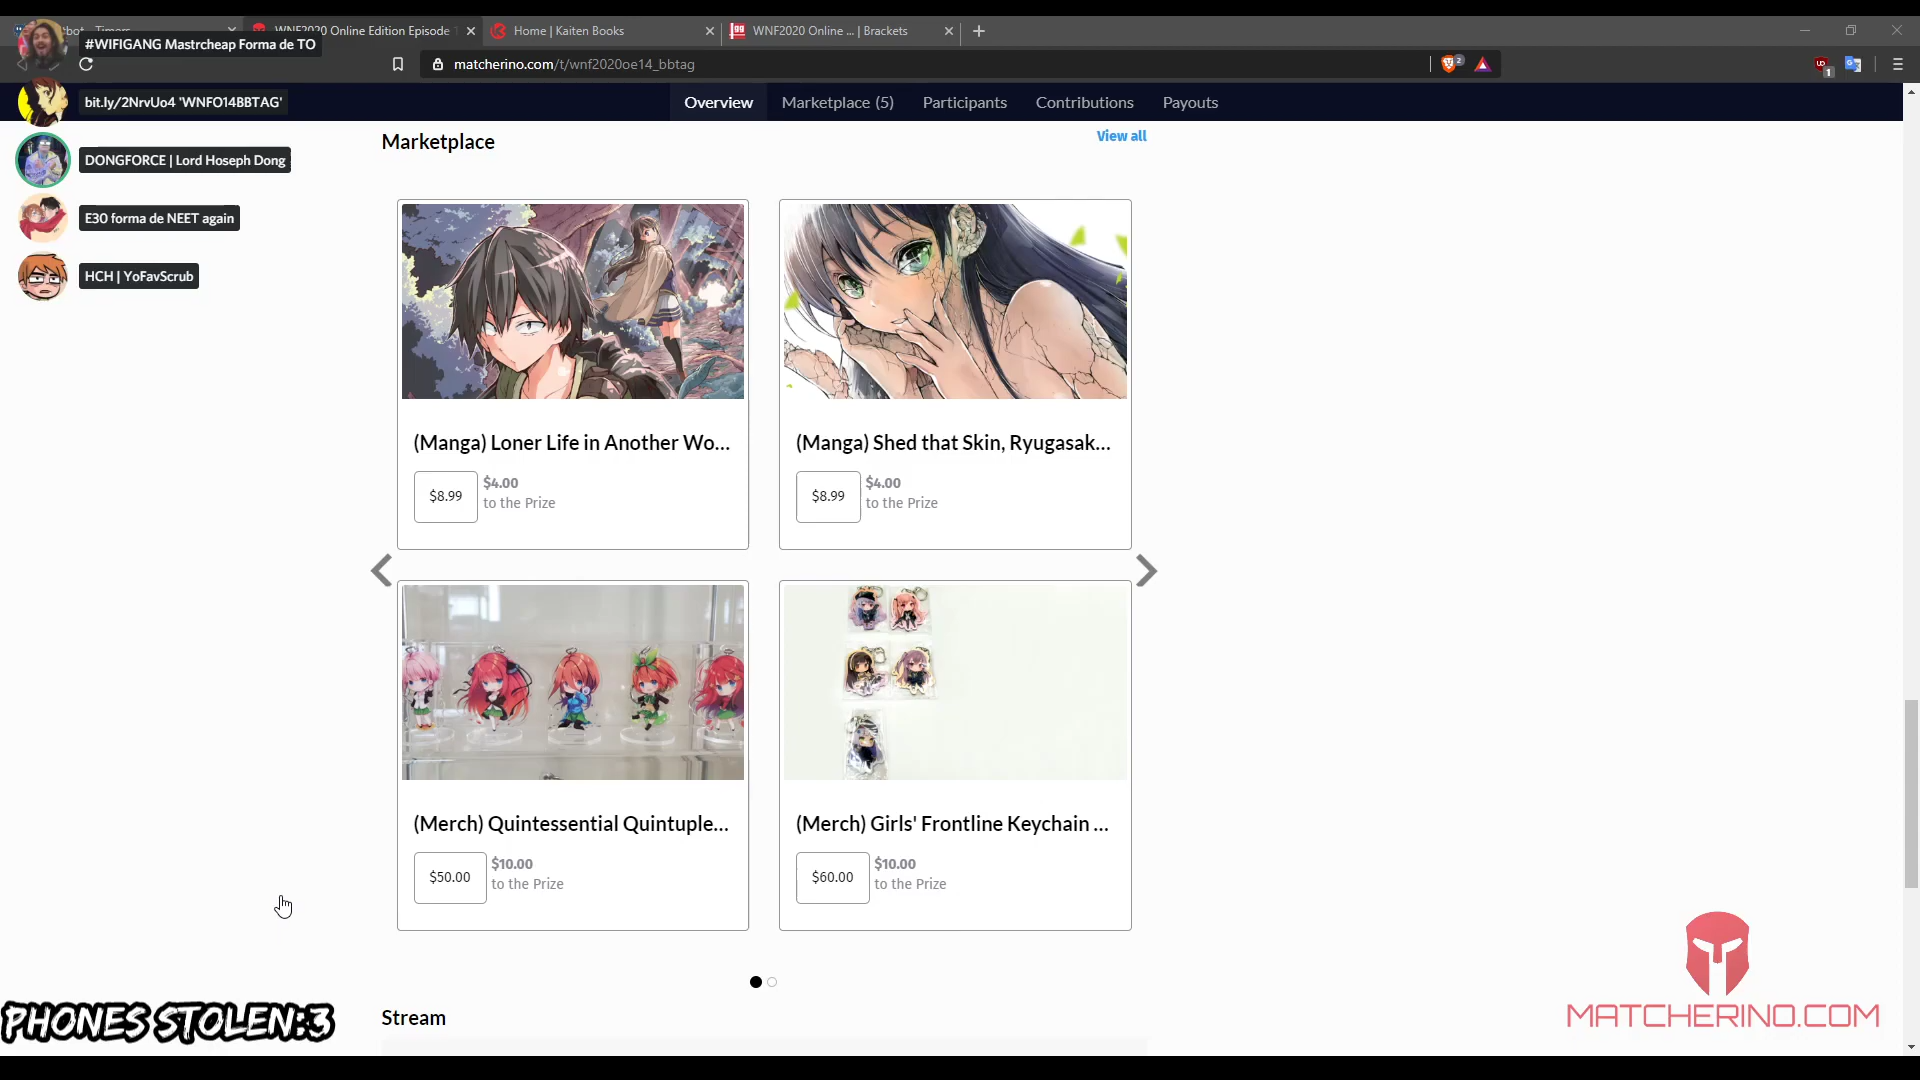 WNF2020 Online Edition Episode
Home | Kaiten Books
WNF2020 Online ... | Brackets
#WIFIGANG Mastrcheap Forma de TO
matcherino.com/t/wnf2020oe14_bbtag
2
1
bit.ly/2NrvUo4 'WNFO14BBTAG'
Overview
Marketplace (5)
Participants
Contributions
Payouts
Marketplace
View all
DONGFORCE | Lord Hoseph Dong
E30 forma de NEET again
HCH | YoFavScrub
(Manga) Loner Life in Another Wo...
$8.99
$4.00
to the Prize
(Manga) Shed that Skin, Ryugasak...
$8.99
$4.00
to the Prize
(Merch) Quintessential Quintuple...
$50.00
$10.00
to the Prize
(Merch) Girls' Frontline Keychain ...
$60.00
$10.00
to the Prize
PHONES STOLEN:3
Stream
MATCHERINO.COM